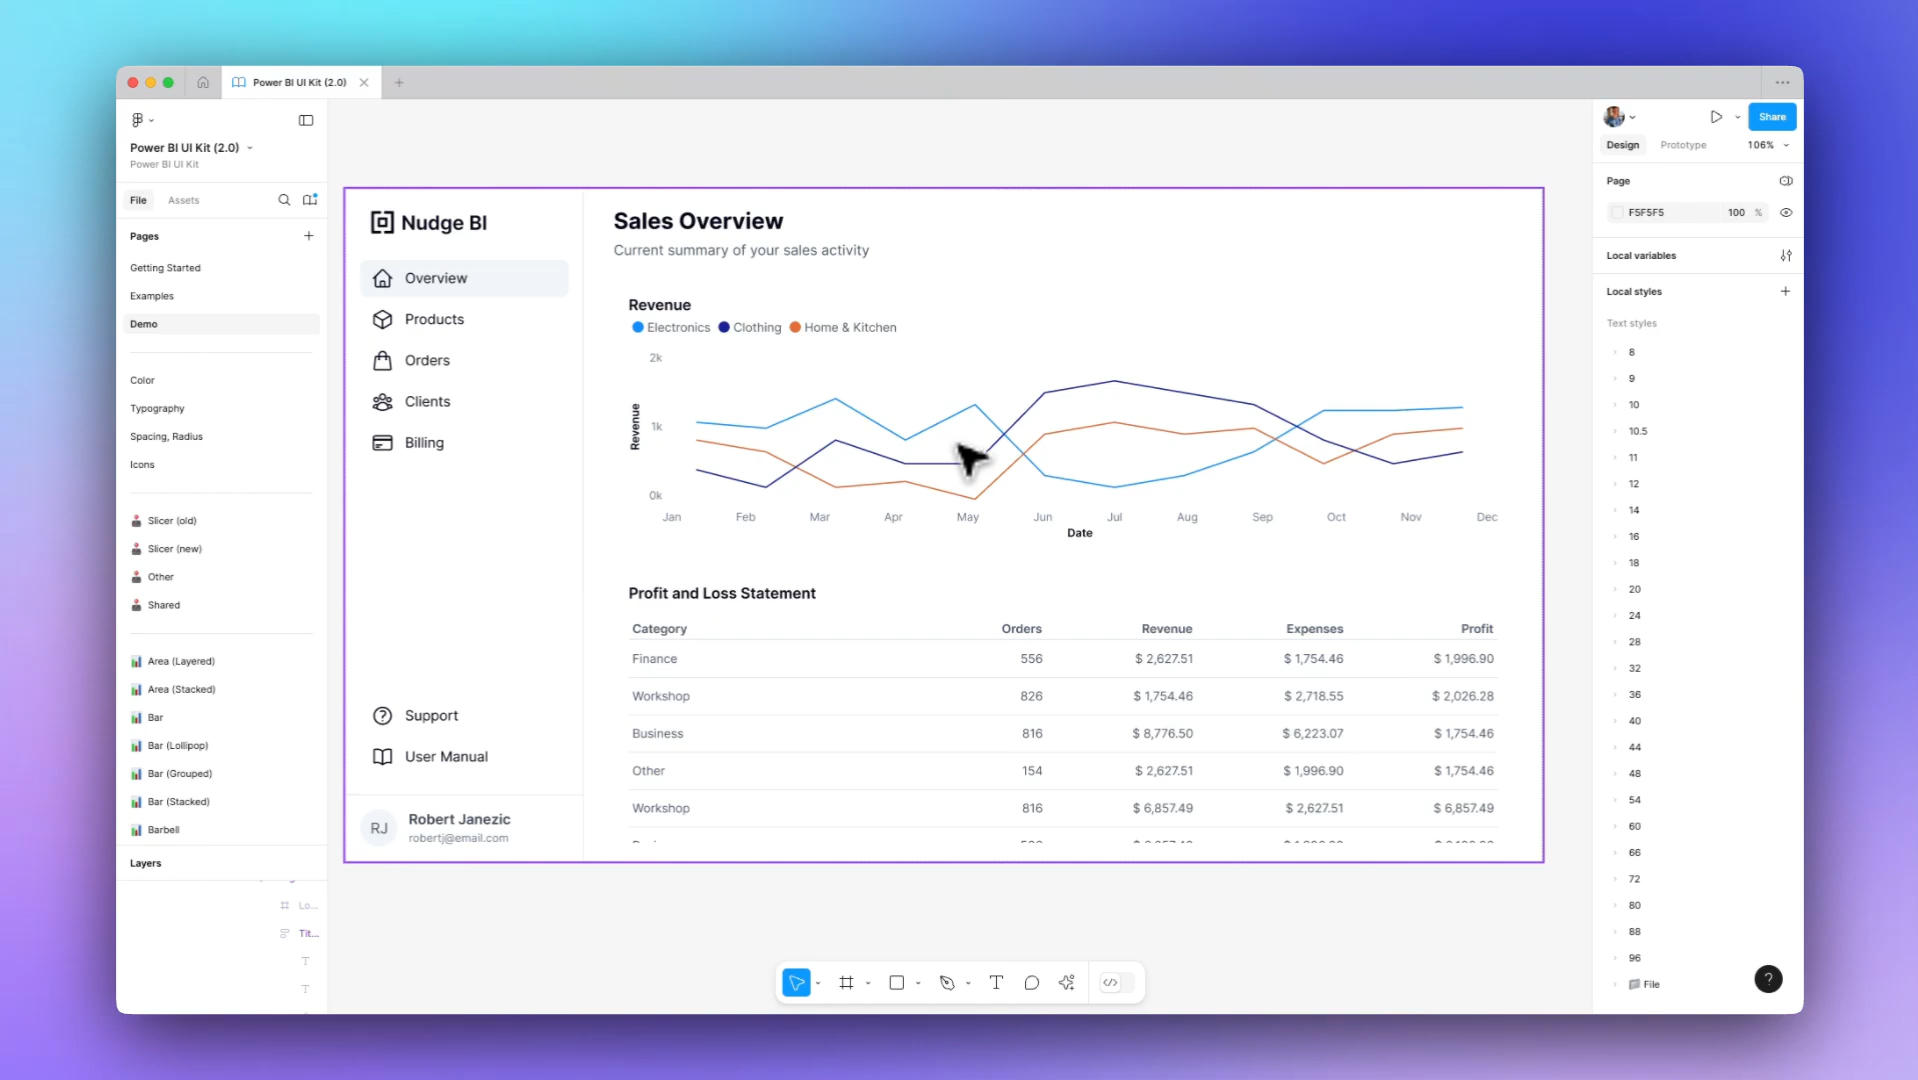 Power BI UI Kit (2.0)
Power BI UI Kit (2.0)
Power BI UI Kit
File
Assets
Pages
Getting Started
Examples
Demo
Color
Typography
Spacing, Radius
Icons
Slicer (old)
Slicer (new)
Other
Shared
Area (Layered)
Area (Stacked)
Bar
Bar (Lollipop)
Bar (Grouped)
Bar (Stacked)
Barbell
Layers
Lo...
Tit...
Nudge BI
Overview
Products
Orders
Clients
Billing
Support
User Manual
RJ
Robert Janezic
robertj@email.com
Sales Overview
Current summary of your sales activity
Revenue
Electronics Clothing Home & Kitchen
2k
1k
0k
Revenue
Jan Feb Mar Apr May Jun Jul Aug Sep Oct Nov Dec
Date
Profit and Loss Statement
Category Orders Revenue Expenses Profit
Finance 556 $ 2,627.51 $ 1,754.46 $ 1,996.90
Workshop 826 $ 1,754.46 $ 2,718.55 $ 2,026.28
Business 816 $ 8,776.50 $ 6,223.07 $ 1,754.46
Other 154 $ 2,627.51 $ 1,996.90 $ 1,754.46
Workshop 816 $ 6,857.49 $ 2,627.51 $ 6,857.49
Share
Design
Prototype
106%
Page
F5F5F5 100 %
Local variables
Local styles
Text styles
8
9
10
10.5
11
12
14
16
18
20
24
28
32
36
40
44
48
54
60
66
72
80
88
96
File
?